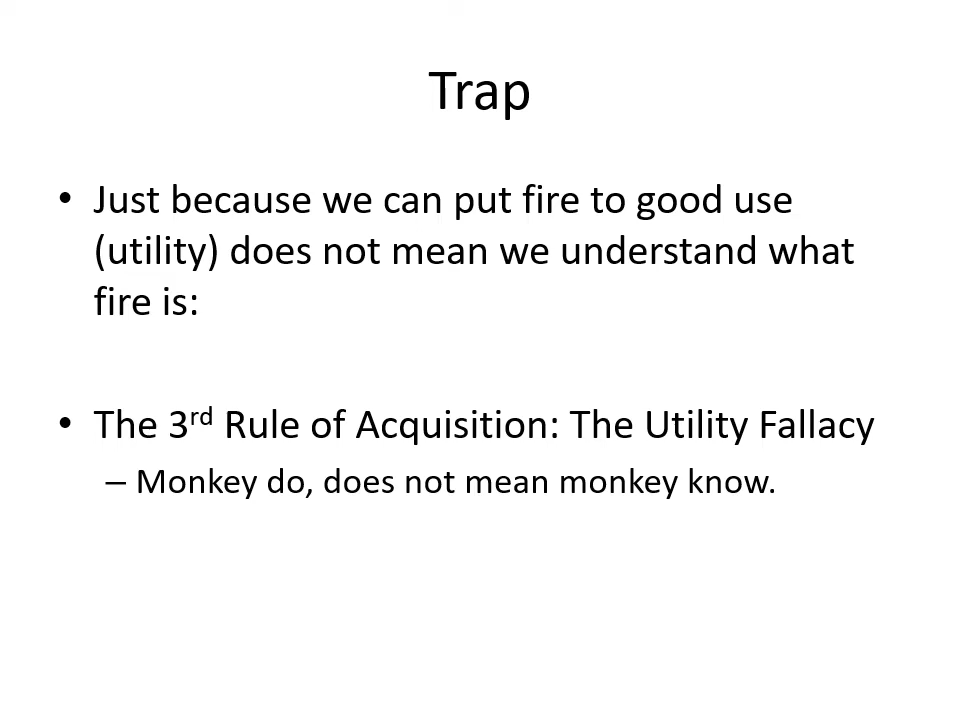 Trap
• Just because we can put fire to good use
(utility) does not mean we understand what
fire is:
• The 3rd Rule of Acquisition: The Utility Fallacy
– Monkey do, does not mean monkey know.